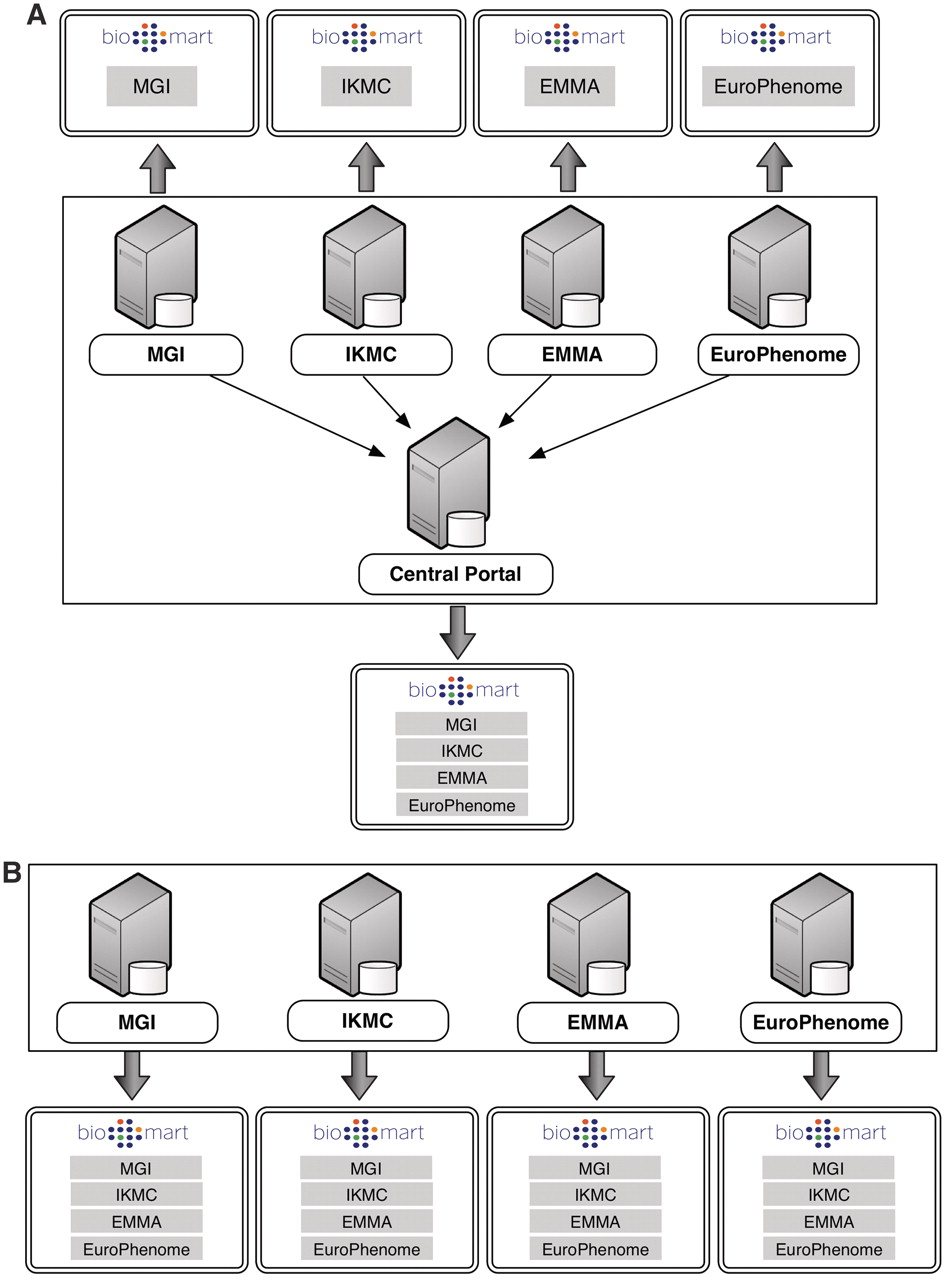 A
bio mart bio mart bio mart bio mart
MGI IKMC EMMA EuroPhenome
MGI IKMC EMMA EuroPhenome
Central Portal
bio mart
MGI
IKMC
EMMA
EuroPhenome
B
MGI IKMC EMMA EuroPhenome
bio mart bio mart bio mart bio mart
MGI MGI MGI MGI
IKMC IKMC IKMC IKMC
EMMA EMMA EMMA EMMA
EuroPhenome EuroPhenome EuroPhenome EuroPhenome